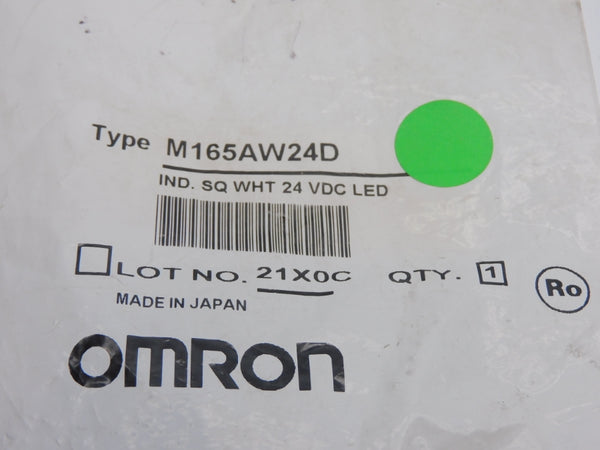 Type M165AW24D
IND. SQ WHT 24 VDC LED
LOT NO. 21X0C QTY. 1
Ro
MADE IN JAPAN
OMRON